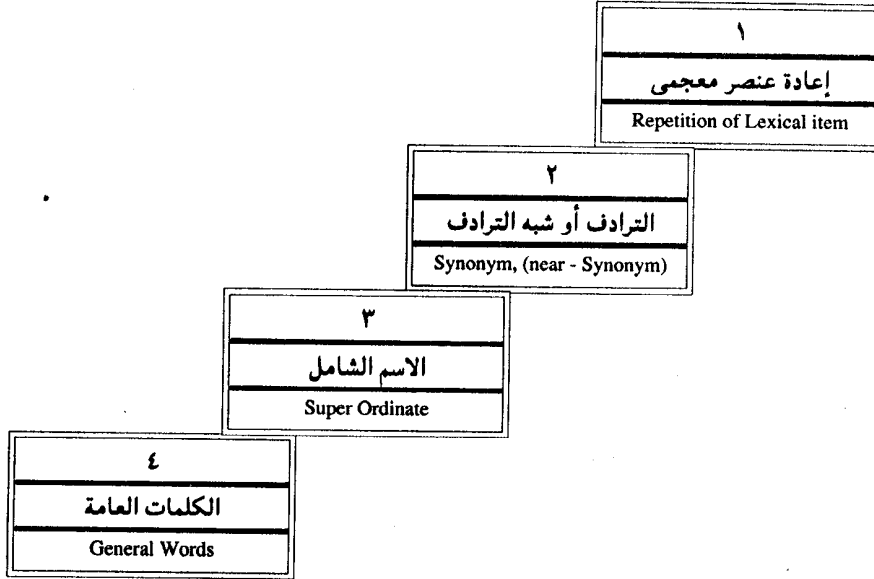 ١
إعادة عنصر معجمى
Repetition of Lexical item
٢
الترادف أو شبه الترادف
Synonym, (near - Synonym)
٣
الاسم الشامل
Super Ordinate
٤
الكلمات العامة
General Words